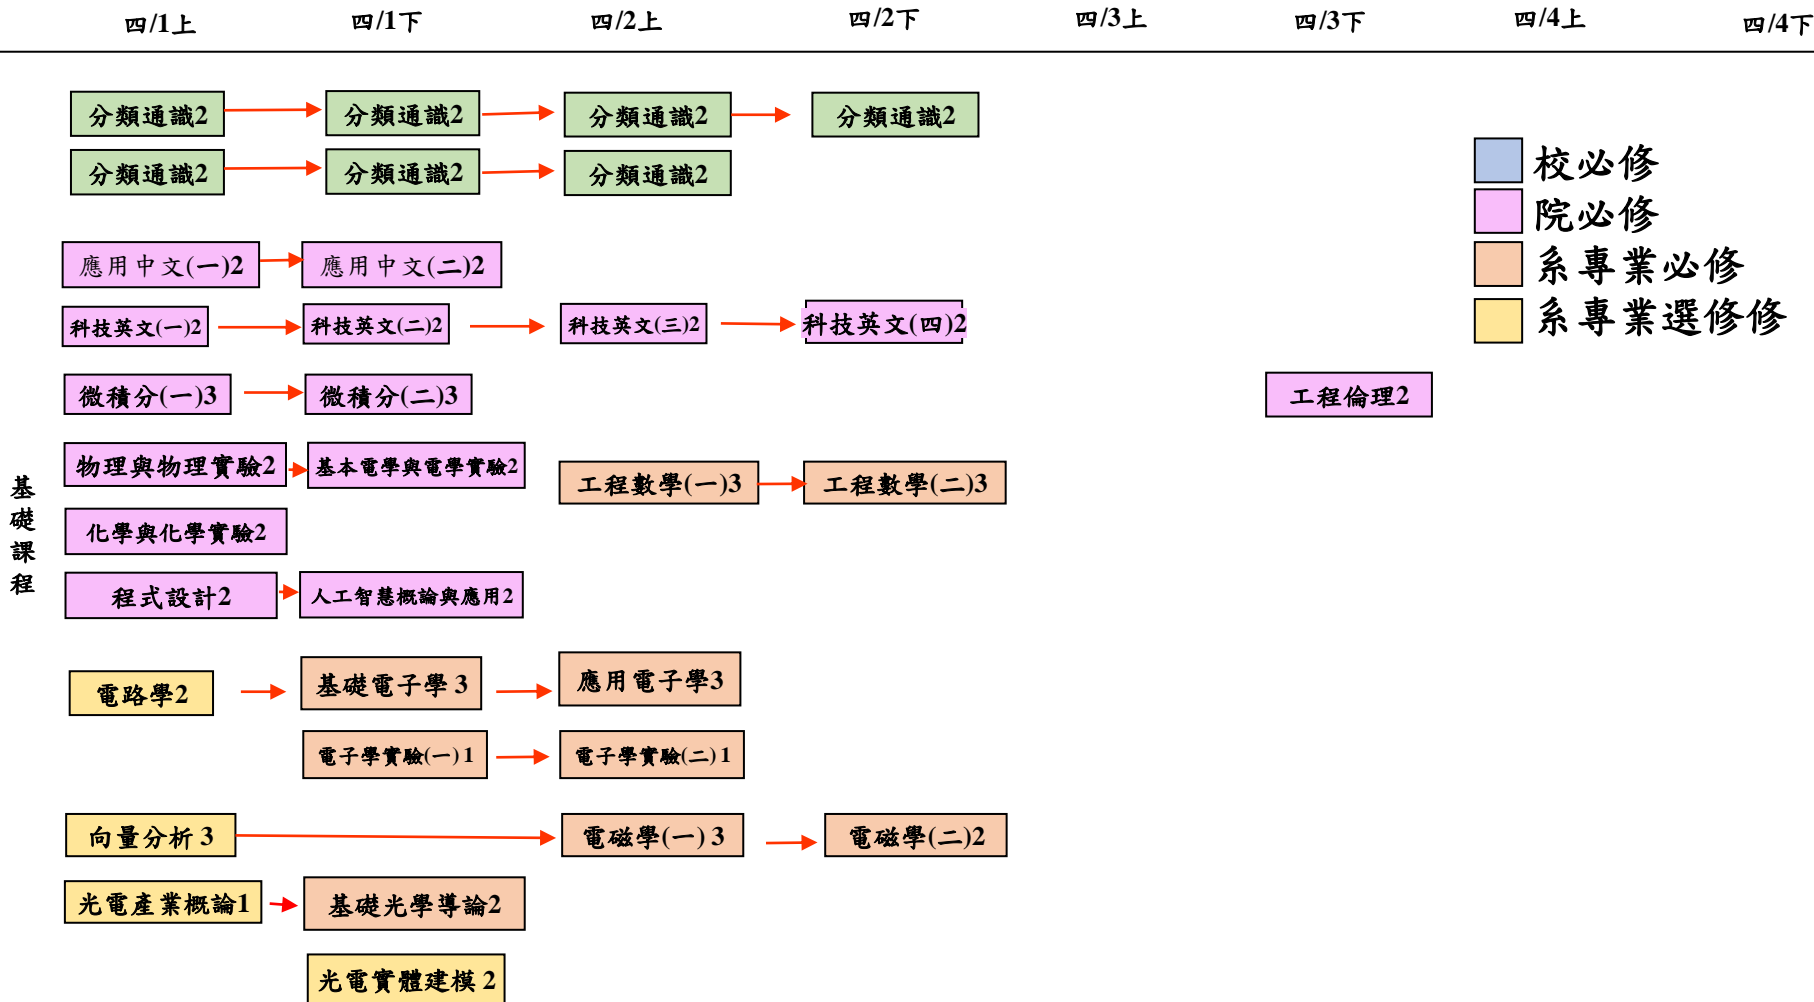 四/1上 四/1下 四/2上 四/2下 四/3上 四/3下 四/4上 四/4下
分類通識2 分類通識2 分類通識2 分類通識2
分類通識2 分類通識2 分類通識2
校必修
院必修
系專業必修
系專業選修修
應用中文(一)2 應用中文(二)2
科技英文(一)2 科技英文(二)2 科技英文(三)2 科技英文(四)2
微積分(一)3 微積分(二)3 工程倫理2
基礎課程
物理與物理實驗2 基本電學與電學實驗2 工程數學(一)3 工程數學(二)3
化學與化學實驗2
程式設計2 人工智慧概論與應用2
電路學2 基礎電子學 3 應用電子學3
電子學實驗(一) 1 電子學實驗(二) 1
向量分析 3 電磁學(一) 3 電磁學(二)2
光電產業概論1 基礎光學導論2
光電實體建模 2